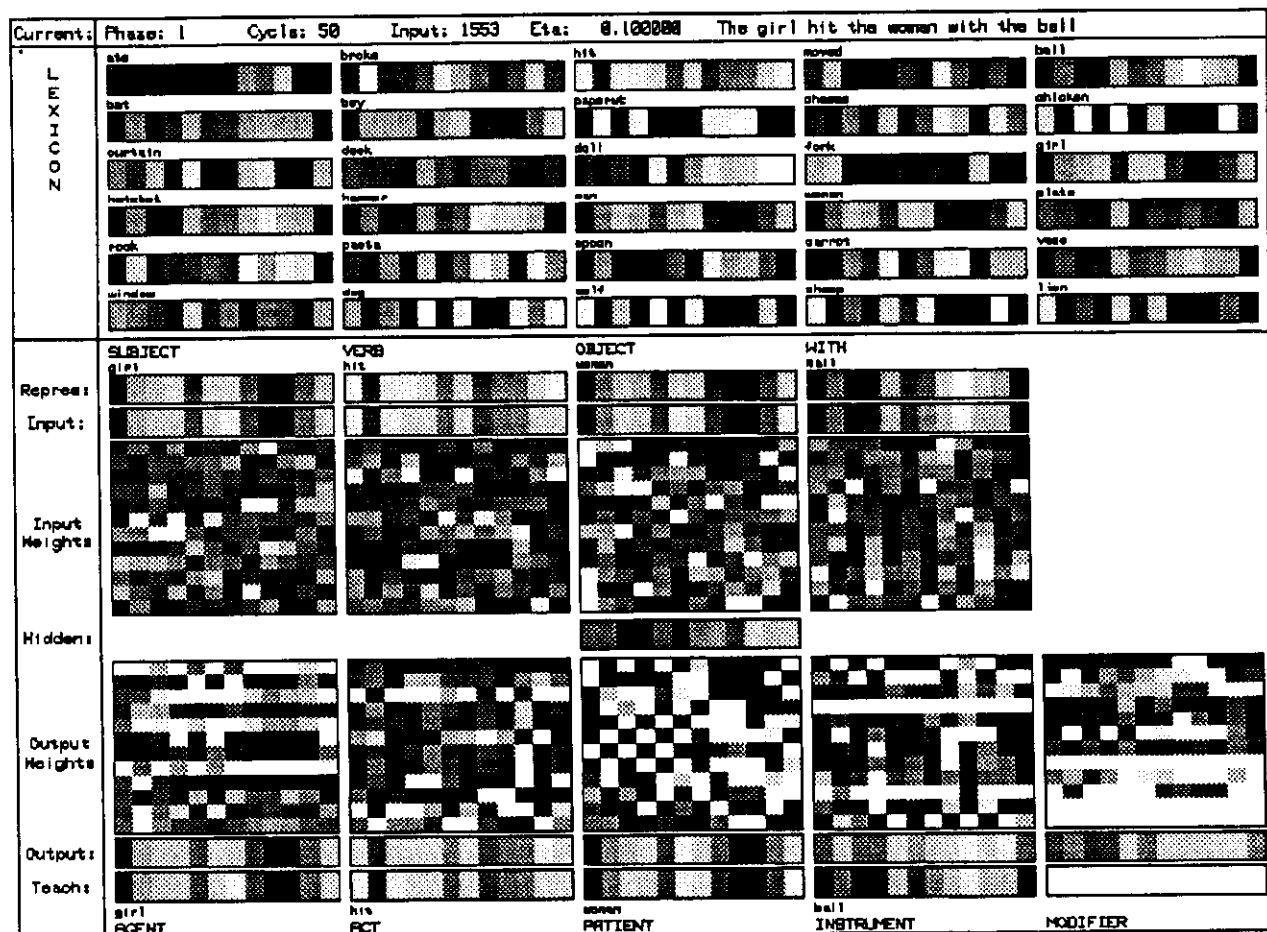 Current: Phase: 1 Cycle: 50 Input: 1553 Eta: 0.100000 The girl hit the woman with the ball
LEXICON
ate broke hit moved ball
bat boy paperwt cheese chicken
curtain desk doll fork girl
hatchet hammer man woman plate
rock pasta spoon carrot vase
window dog wolf sheep lion
SUBJECT VERB OBJECT WITH
girl hit woman ball
Repres:
Input:
Input
Weights
Hidden:
Output
Weights
Output:
Teach:
girl hit woman ball
AGENT ACT PATIENT INSTRUMENT MODIFIER